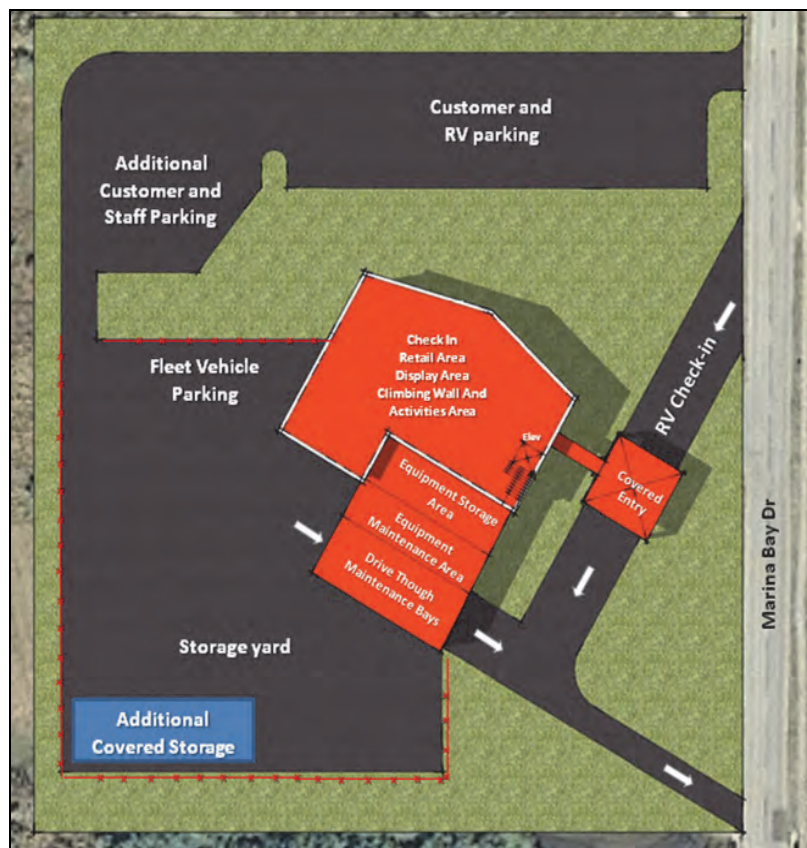 Customer and
RV parking
Additional
Customer and
Staff Parking
Check In
Retail Area
Display Area
Climbing Wall And
Activities Area
Fleet Vehicle
Parking
Elev
RV Check-in
Covered
Entry
Equipment Storage
Area
Equipment
Maintenance Area
Drive Though
Maintenance Bays
Marina Bay Dr
Storage yard
Additional
Covered Storage